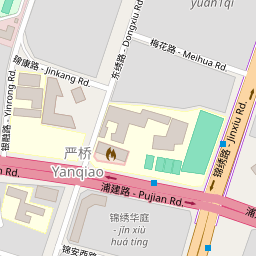 yuán1qī
梅花路 - Meihua Rd.
东绣路 - Dongxiu Rd.
锦康路 - Jinkang Rd.
银融路 - Yinrong Rd.
锦绣路 - Jinxiu Rd.
严桥
Yanqiao
浦建路 - Pujian Rd.
锦绣华庭
- jǐn xiù
huá tíng
锦安西路